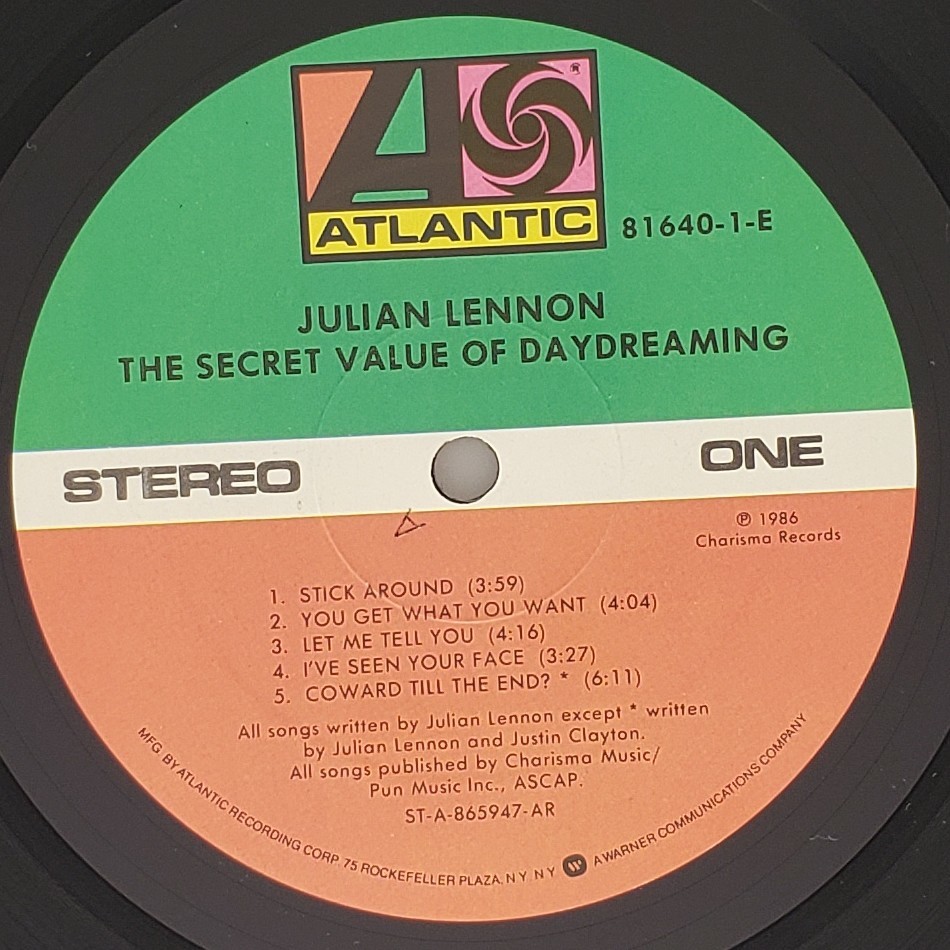 ®
ATLANTIC
81640-1-E
JULIAN LENNON
THE SECRET VALUE OF DAYDREAMING
STEREO
ONE
℗ 1986
Charisma Records
1. STICK AROUND (3:59)
2. YOU GET WHAT YOU WANT (4:04)
3. LET ME TELL YOU (4:16)
4. I'VE SEEN YOUR FACE (3:27)
5. COWARD TILL THE END? * (6:11)
All songs written by Julian Lennon except * written
by Julian Lennon and Justin Clayton.
All songs published by Charisma Music/
Pun Music Inc., ASCAP.
ST-A-865947-AR
MFG BY ATLANTIC RECORDING CORP. 75 ROCKEFELLER PLAZA. N Y N Y W A WARNER COMMUNICATIONS COMPANY